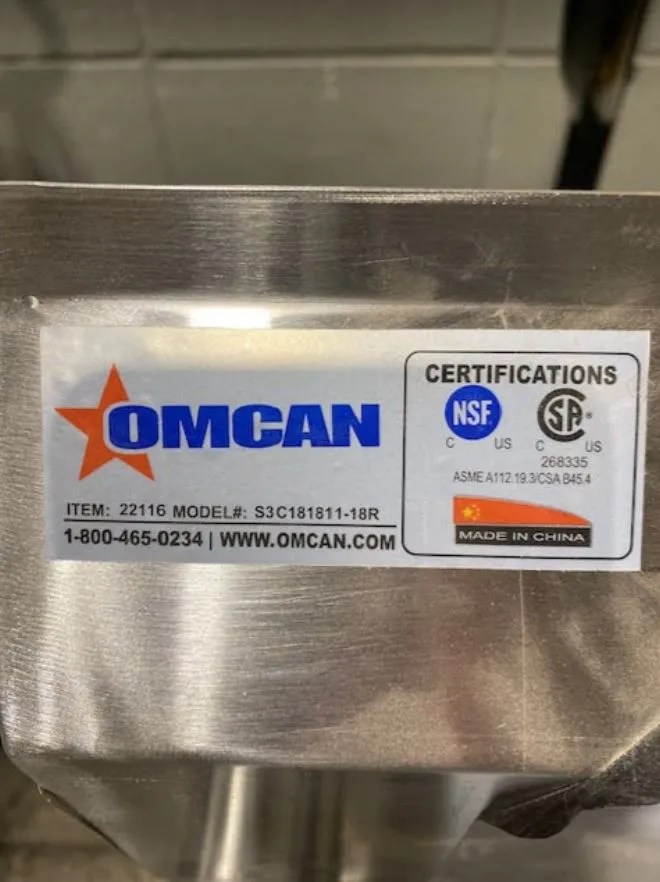 OMCAN
ITEM: 22116 MODEL#: S3C181811-18R
1-800-465-0234 | WWW.OMCAN.COM
CERTIFICATIONS
NSF. SA®
C US C US
268335
ASME A112.19.3/CSA B45.4
MADE IN CHINA